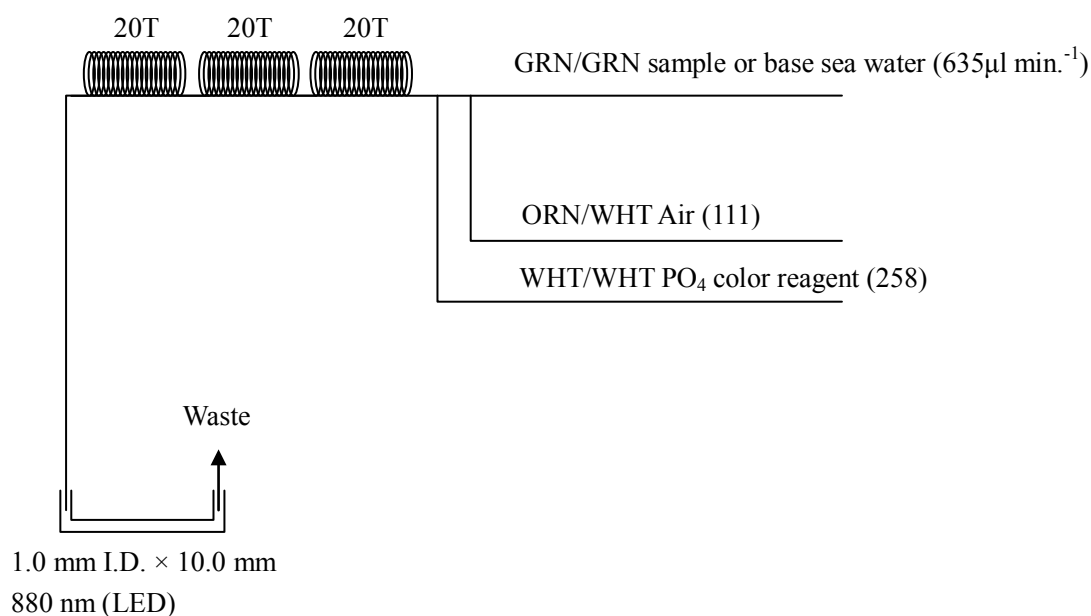 20T 20T 20T
GRN/GRN sample or base sea water (635µl min.⁻¹)
ORN/WHT Air (111)
WHT/WHT PO₄ color reagent (258)
Waste
1.0 mm I.D. × 10.0 mm
880 nm (LED)